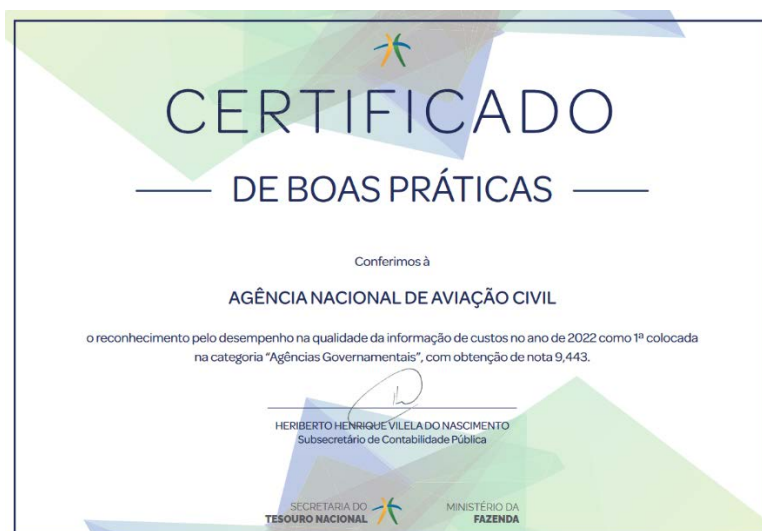 CERTIFICADO
DE BOAS PRÁTICAS
Conferimos à
AGÊNCIA NACIONAL DE AVIAÇÃO CIVIL
o reconhecimento pelo desempenho na qualidade da informação de custos no ano de 2022 como 1ª colocada
na categoria “Agências Governamentais”, com obtenção de nota 9,443.
HERIBERTO HENRIQUE VILELA DO NASCIMENTO
Subsecretário de Contabilidade Pública
SECRETARIA DO
TESOURO NACIONAL
MINISTÉRIO DA
FAZENDA